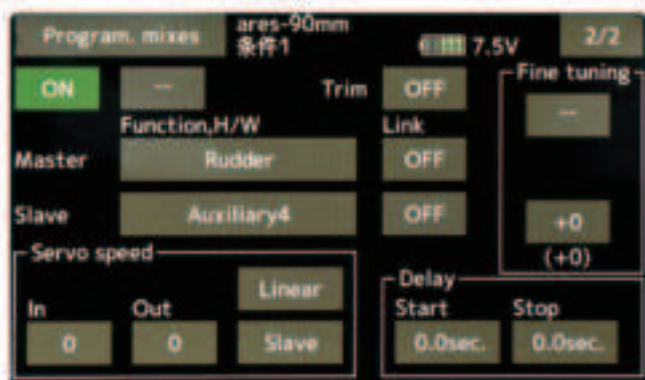 Program. mixes
ares-90mm
条件1
7.5V
2/2
ON
--
Trim
OFF
Fine tuning
--
Function,H/W
Link
Master
Rudder
OFF
Slave
Auxiliary4
OFF
+0
(+0)
Servo speed
Linear
In
Out
0
0
Slave
Delay
Start
Stop
0.0sec.
0.0sec.